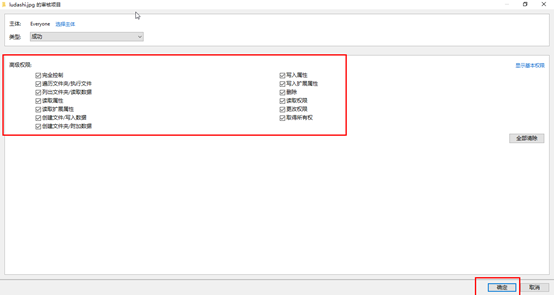 ludashi.jpg 的审核项目
主体: Everyone 选择主体
类型: 成功
高级权限: 显示基本权限
完全控制 写入属性
遍历文件夹/执行文件 写入扩展属性
列出文件夹/读取数据 删除
读取属性 读取权限
读取扩展属性 更改权限
创建文件/写入数据 取得所有权
创建文件夹/附加数据
全部清除
确定 取消